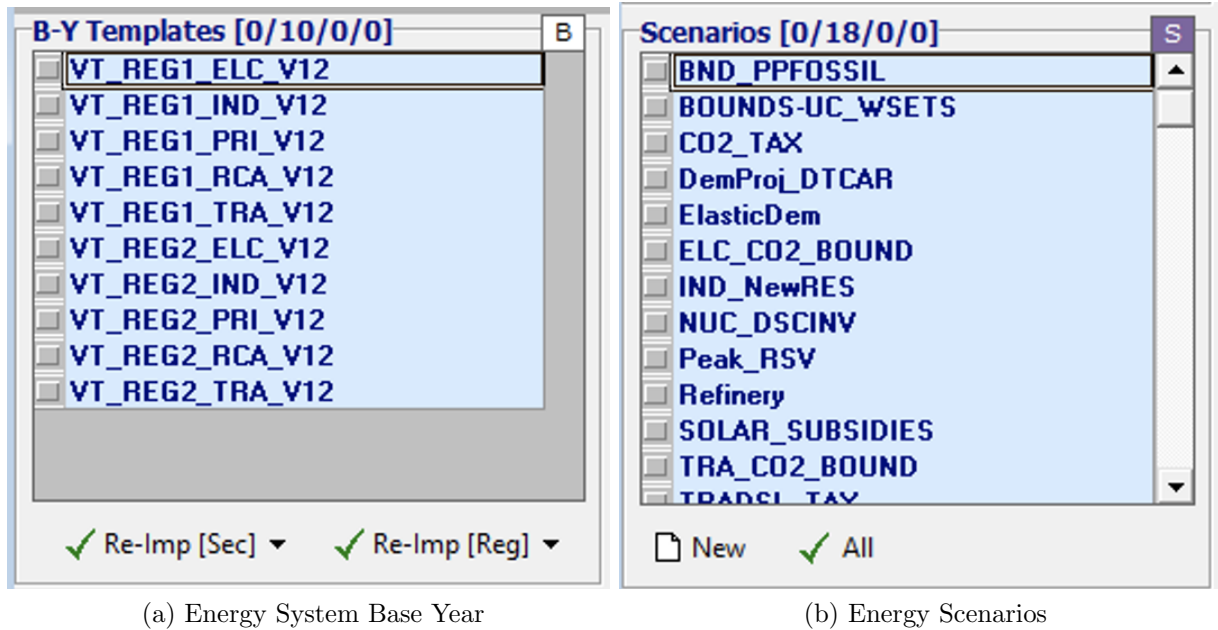 B-Y Templates [0/10/0/0]
B
VT_REG1_ELC_V12
VT_REG1_IND_V12
VT_REG1_PRI_V12
VT_REG1_RCA_V12
VT_REG1_TRA_V12
VT_REG2_ELC_V12
VT_REG2_IND_V12
VT_REG2_PRI_V12
VT_REG2_RCA_V12
VT_REG2_TRA_V12
Re-Imp [Sec]
Re-Imp [Reg]
(a) Energy System Base Year
Scenarios [0/18/0/0]
S
BND_PPFOSSIL
BOUNDS-UC_WSETS
CO2_TAX
DemProj_DTCAR
ElasticDem
ELC_CO2_BOUND
IND_NewRES
NUC_DSCINV
Peak_RSV
Refinery
SOLAR_SUBSIDIES
TRA_CO2_BOUND
TRADSL_TAX
New
All
(b) Energy Scenarios